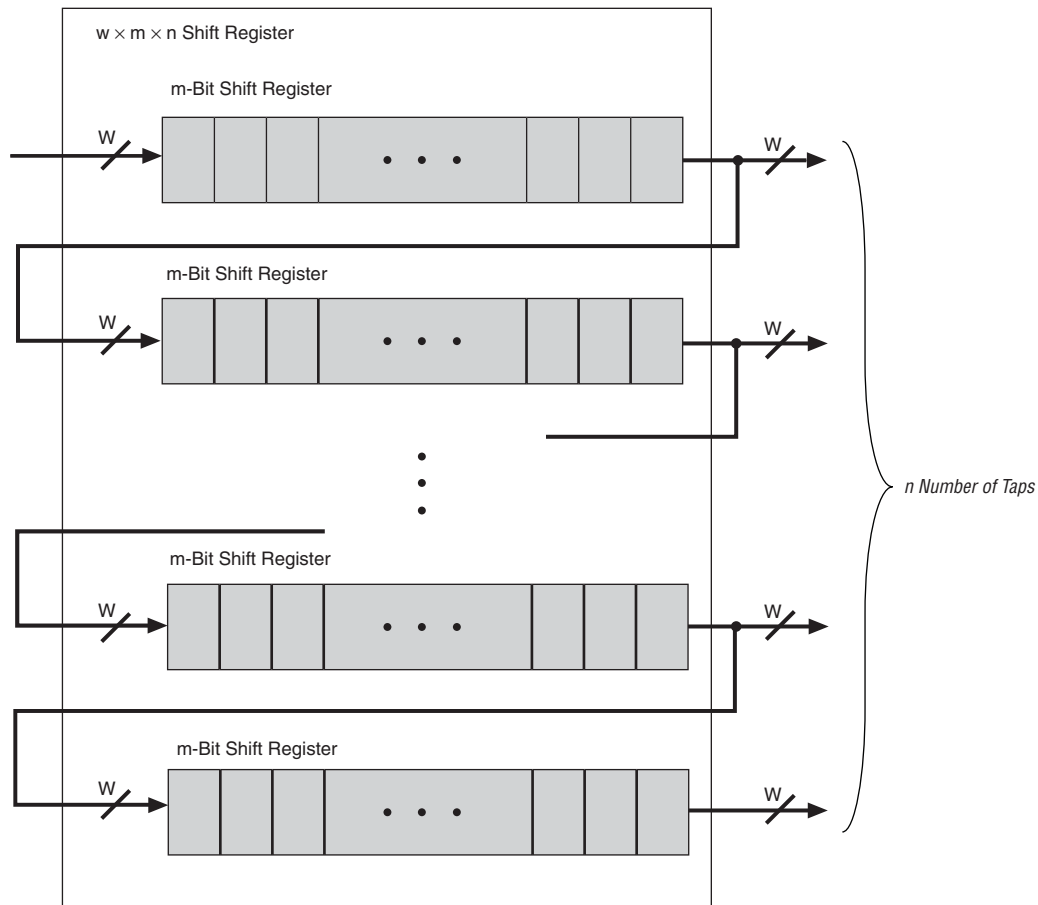 w × m × n Shift Register
m-Bit Shift Register
W
W
m-Bit Shift Register
W
W
n Number of Taps
m-Bit Shift Register
W
W
m-Bit Shift Register
W
W